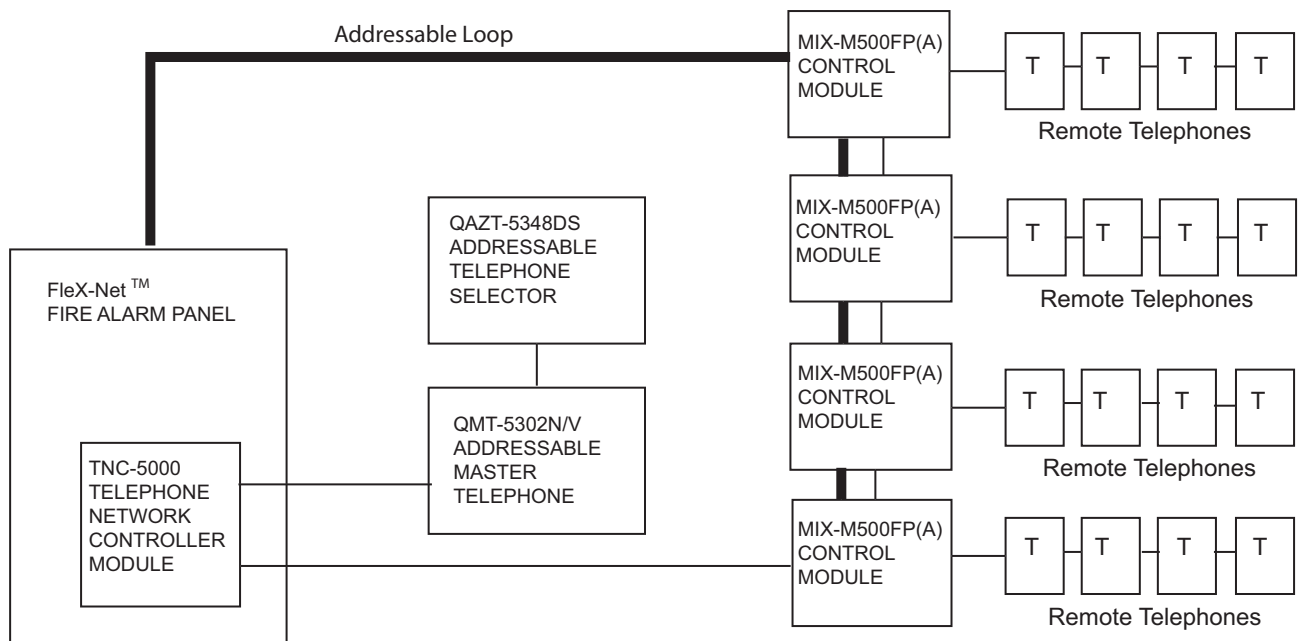 Addressable Loop
MIX-M500FP(A)
CONTROL
MODULE
T T T T
Remote Telephones
MIX-M500FP(A)
CONTROL
MODULE
T T T T
Remote Telephones
QAZT-5348DS
ADDRESSABLE
TELEPHONE
SELECTOR
FleX-Net TM
FIRE ALARM PANEL
MIX-M500FP(A)
CONTROL
MODULE
T T T T
Remote Telephones
QMT-5302N/V
ADDRESSABLE
MASTER
TELEPHONE
TNC-5000
TELEPHONE
NETWORK
CONTROLLER
MODULE
MIX-M500FP(A)
CONTROL
MODULE
T T T T
Remote Telephones